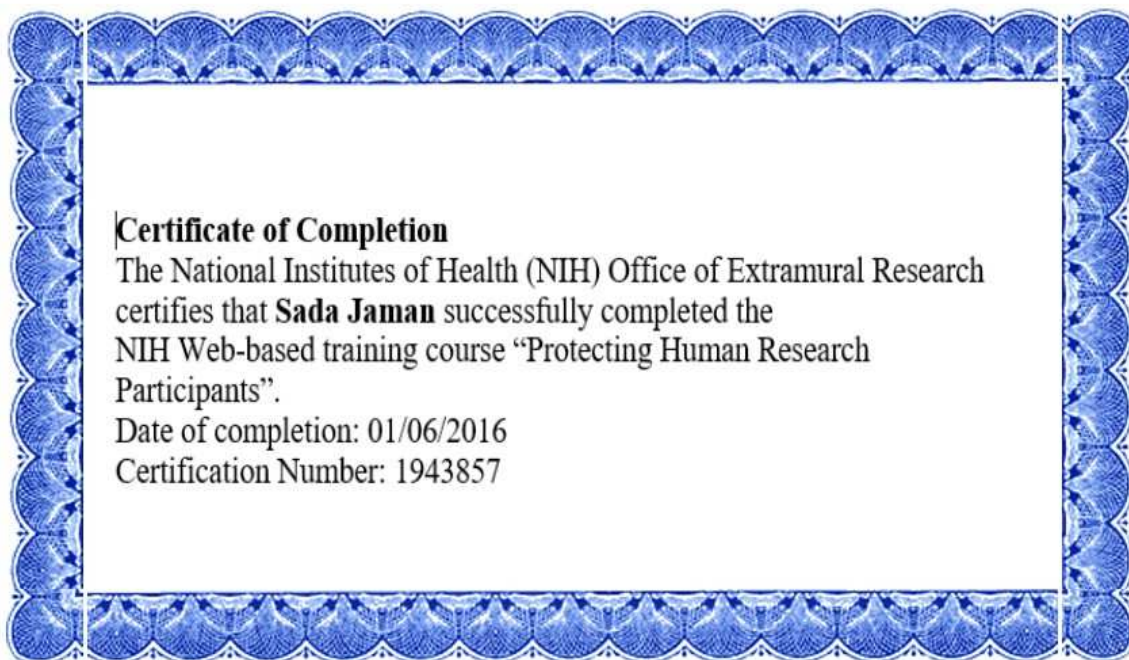 Certificate of Completion
The National Institutes of Health (NIH) Office of Extramural Research
certifies that Sada Jaman successfully completed the
NIH Web-based training course “Protecting Human Research
Participants”.
Date of completion: 01/06/2016
Certification Number: 1943857